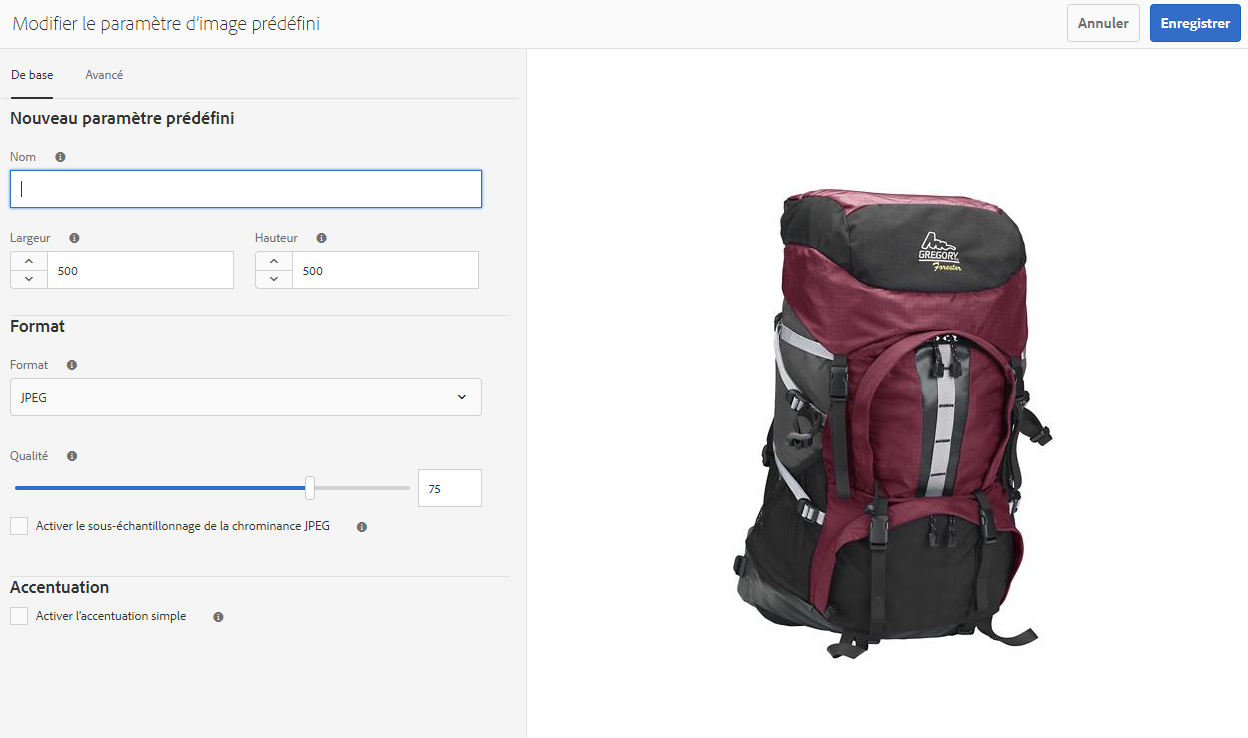 Modifier le paramètre d'image prédéfini
Annuler
Enregistrer
De base
Avancé
Nouveau paramètre prédéfini
Nom
Largeur
Hauteur
500
500
Format
Format
JPEG
Qualité
75
Activer le sous-échantillonnage de la chrominance JPEG
Accentuation
Activer l'accentuation simple
GREGORY
Forester